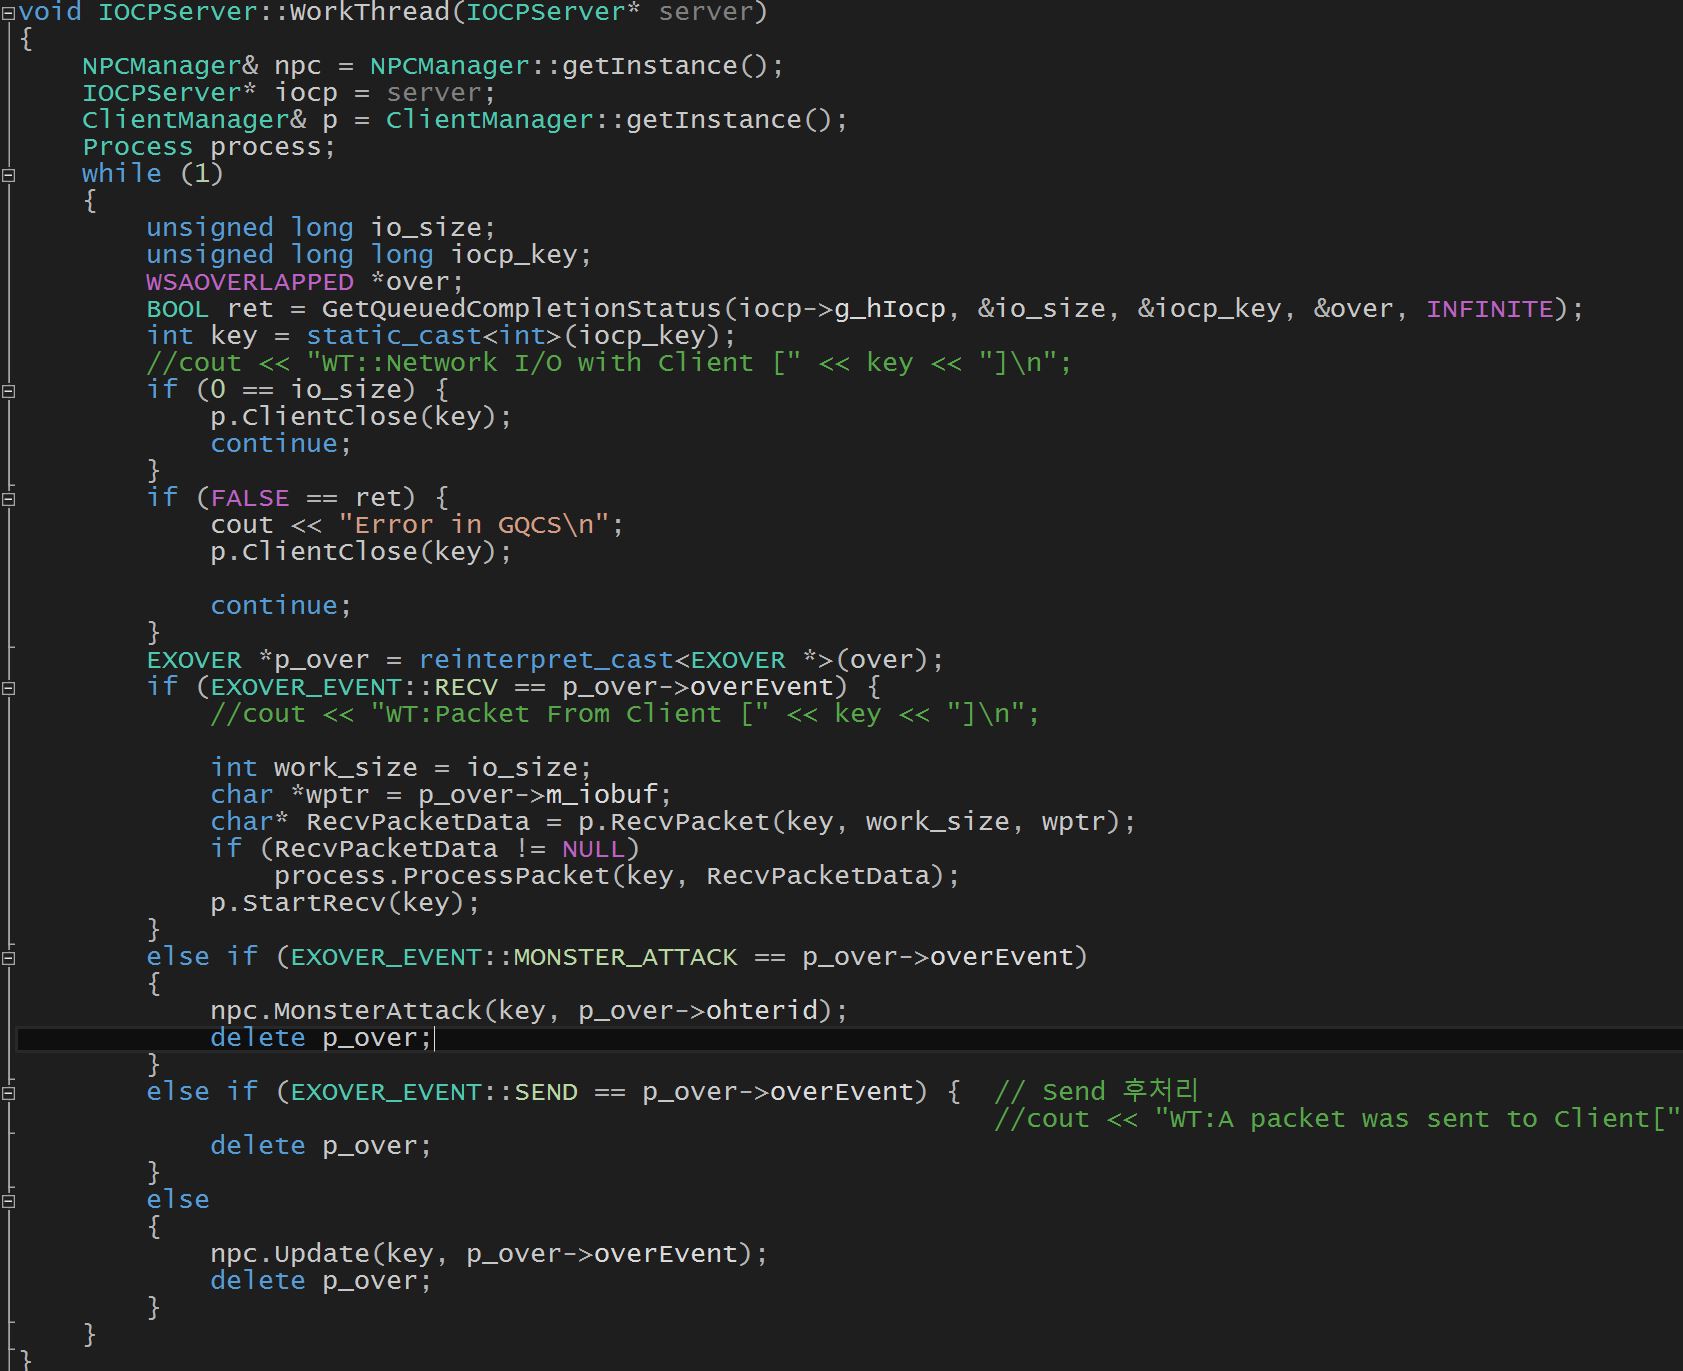 void IOCPServer::WorkThread(IOCPServer* server)
{
    NPCManager& npc = NPCManager::getInstance();
    IOCPServer* iocp = server;
    ClientManager& p = ClientManager::getInstance();
    Process process;
    while (1)
    {
        unsigned long io_size;
        unsigned long long iocp_key;
        WSAOVERLAPPED *over;
        BOOL ret = GetQueuedCompletionStatus(iocp->g_hIocp, &io_size, &iocp_key, &over, INFINITE);
        int key = static_cast<int>(iocp_key);
        //cout << "WT::Network I/O with Client [" << key << "]\n";
        if (0 == io_size) {
            p.ClientClose(key);
            continue;
        }
        if (FALSE == ret) {
            cout << "Error in GQCS\n";
            p.ClientClose(key);

            continue;
        }
        EXOVER *p_over = reinterpret_cast<EXOVER *>(over);
        if (EXOVER_EVENT::RECV == p_over->overEvent) {
            //cout << "WT:Packet From Client [" << key << "]\n";

            int work_size = io_size;
            char *wptr = p_over->m_iobuf;
            char* RecvPacketData = p.RecvPacket(key, work_size, wptr);
            if (RecvPacketData != NULL)
                process.ProcessPacket(key, RecvPacketData);
            p.StartRecv(key);
        }
        else if (EXOVER_EVENT::MONSTER_ATTACK == p_over->overEvent)
        {
            npc.MonsterAttack(key, p_over->ohterid);
            delete p_over;
        }
        else if (EXOVER_EVENT::SEND == p_over->overEvent) {  // Send 후처리
                                                             //cout << "WT:A packet was sent to Client["
            delete p_over;
        }
        else
        {
            npc.Update(key, p_over->overEvent);
            delete p_over;
        }
    }
}